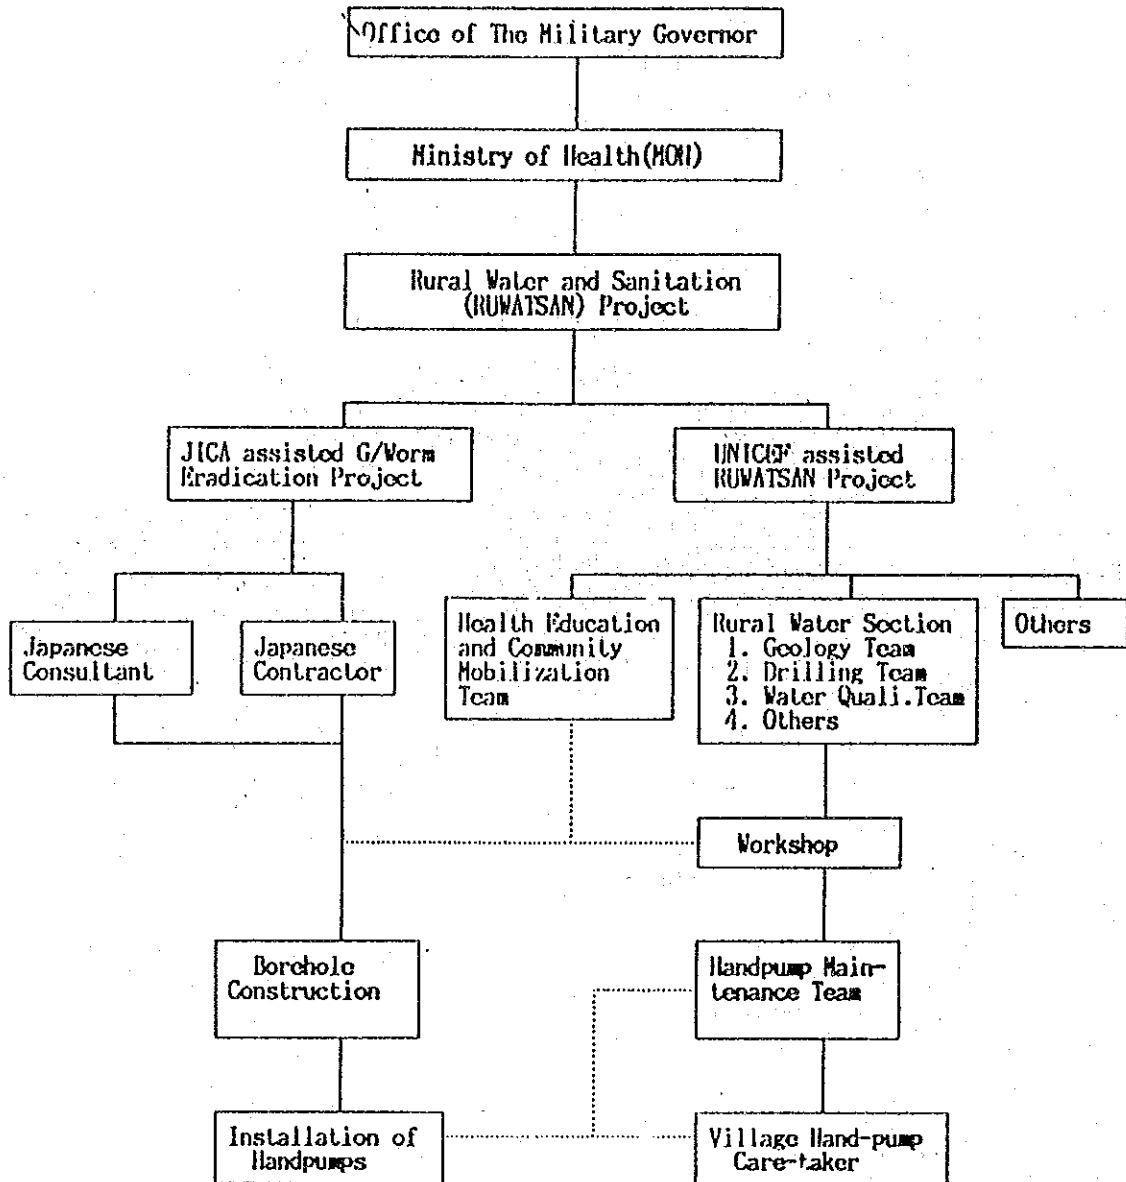 Office of The Military Governor
Ministry of Health(MOH)
Rural Water and Sanitation
(RUWATSAN) Project
JICA assisted G/Worm
Eradication Project
UNICEF assisted
RUWATSAN Project
Japanese
Consultant
Japanese
Contractor
Health Education
and Community
Mobilization
Team
Rural Water Section
1. Geology Team
2. Drilling Team
3. Water Quali.Team
4. Others
Others
Workshop
Borehole
Construction
Handpump Main-
tenance Team
Installation of
Handpumps
Village Hand-pump
Care-taker